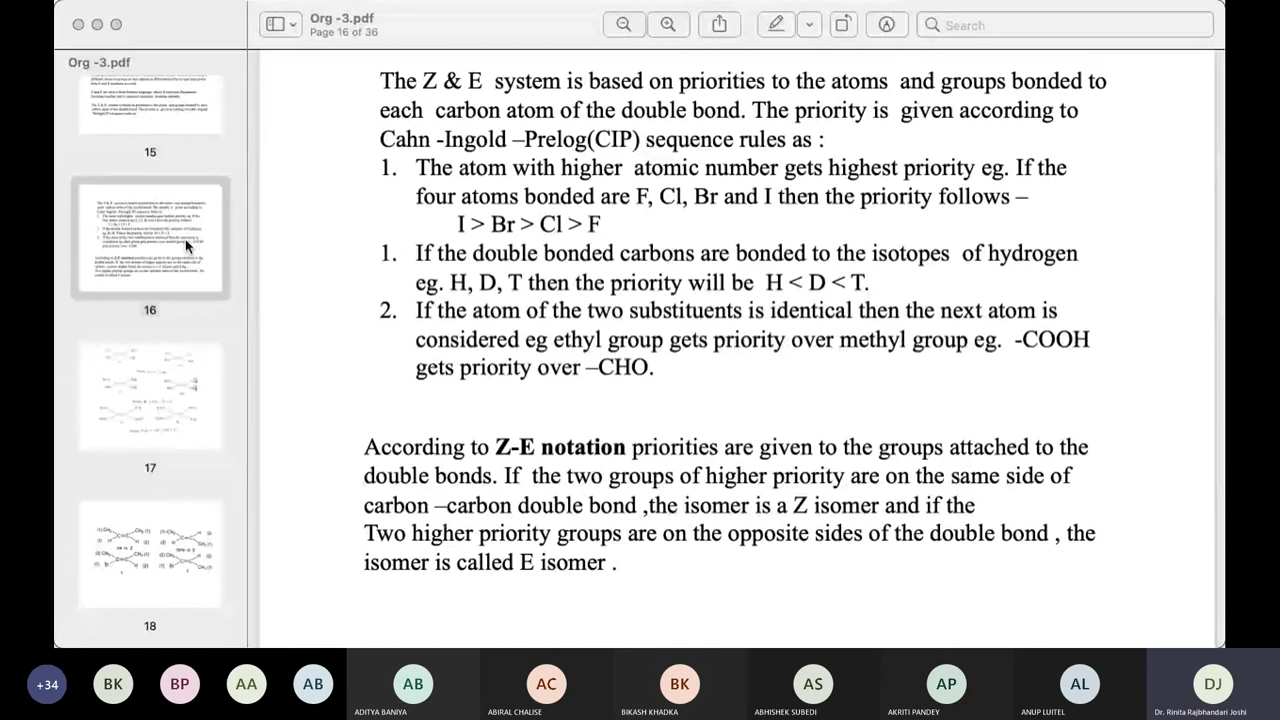 Org -3.pdf
Page 16 of 36
Search
Org -3.pdf
15
16
17
18
The Z & E system is based on priorities to the atoms and groups bonded to
each carbon atom of the double bond. The priority is given according to
Cahn -Ingold –Prelog(CIP) sequence rules as :
1. The atom with higher atomic number gets highest priority eg. If the
four atoms bonded are F, Cl, Br and I then the priority follows –
I > Br > Cl > F
1. If the double bonded carbons are bonded to the isotopes of hydrogen
eg. H, D, T then the priority will be H < D < T.
2. If the atom of the two substituents is identical then the next atom is
considered eg ethyl group gets priority over methyl group eg. -COOH
gets priority over –CHO.
According to Z-E notation priorities are given to the groups attached to the
double bonds. If the two groups of higher priority are on the same side of
carbon –carbon double bond ,the isomer is a Z isomer and if the
Two higher priority groups are on the opposite sides of the double bond , the
isomer is called E isomer .
+34
BK
BP
AA
AB
AB
AC
BK
AS
AP
AL
DJ
ADITYA BANIYA
ABIRAL CHALISE
BIKASH KHADKA
ABHISHEK SUBEDI
AKRITI PANDEY
ANUP LUITEL
Dr. Rinita Rajbhandari Joshi